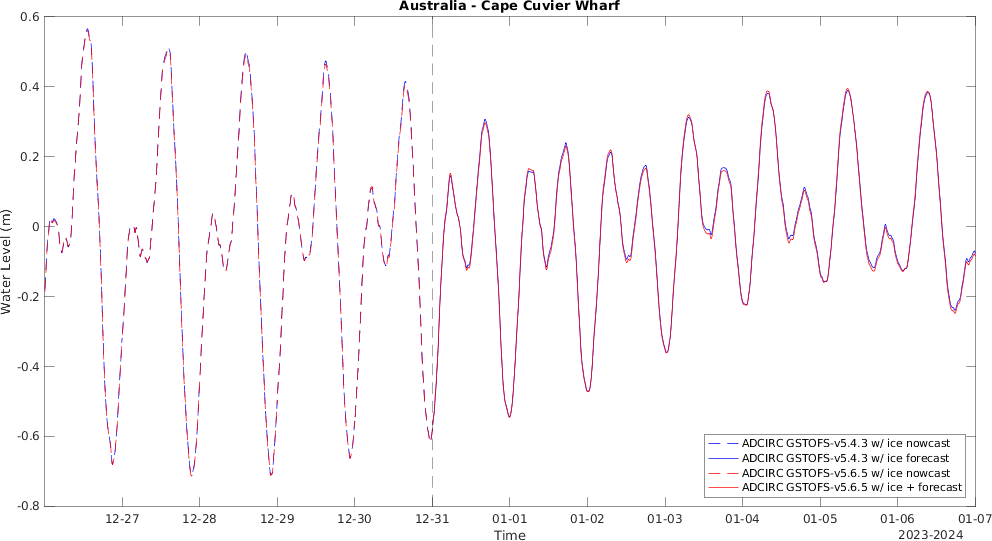 Australia - Cape Cuvier Wharf
0.6
0.4
0.2
0
-0.2
-0.4
-0.6
-0.8
Water Level (m)
ADCIRC GSTOFS-v5.4.3 w/ ice nowcast
ADCIRC GSTOFS-v5.4.3 w/ ice forecast
ADCIRC GSTOFS-v5.6.5 w/ ice nowcast
ADCIRC GSTOFS-v5.6.5 w/ ice + forecast
12-27 12-28 12-29 12-30 12-31 01-01 01-02 01-03 01-04 01-05 01-06 01-07
Time
2023-2024